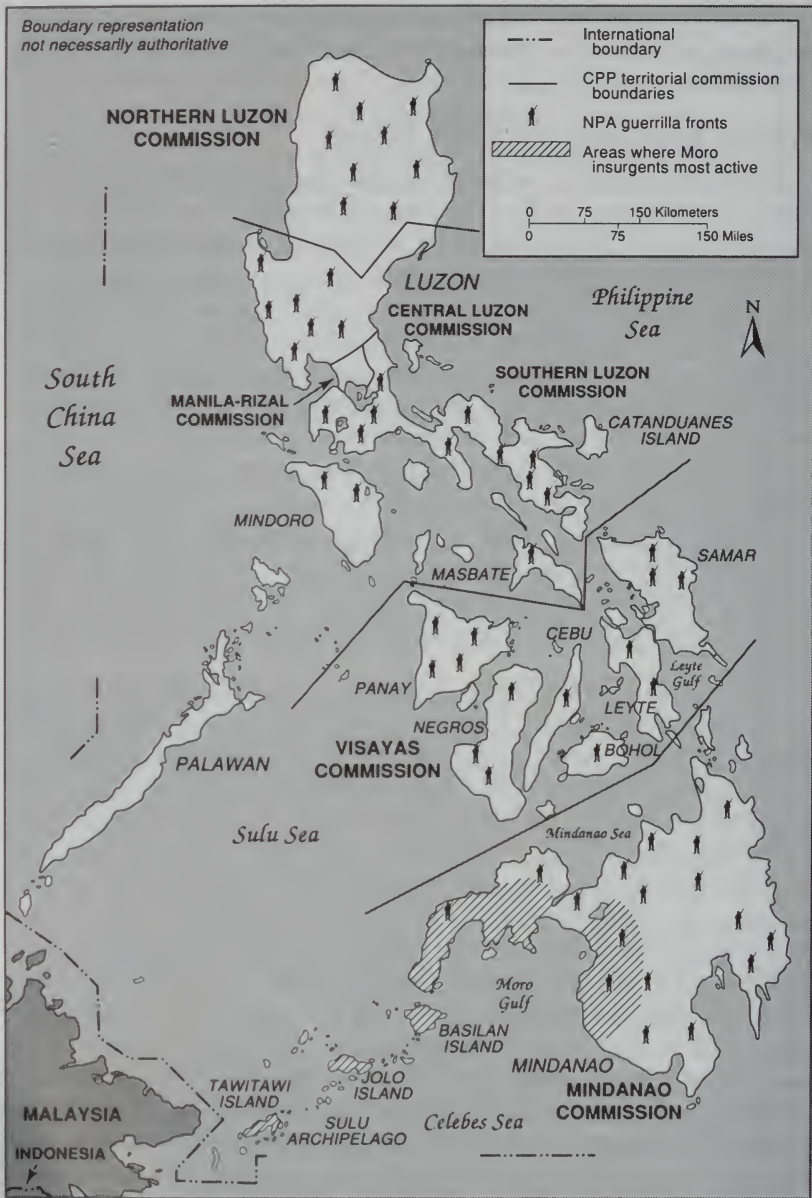 Boundary representation
not necessarily authoritative
International
boundary
CPP territorial commission
boundaries
NPA guerrilla fronts
Areas where Moro
insurgents most active
0 75 150 Kilometers
0 75 150 Miles
NORTHERN LUZON
COMMISSION
LUZON
CENTRAL LUZON
COMMISSION
Philippine
Sea
N
South
China
Sea
MANILA-RIZAL
COMMISSION
SOUTHERN LUZON
COMMISSION
CATANDUANES
ISLAND
MINDORO
MASBATE
SAMAR
CEBU
PANAY
Leyte
Gulf
LEYTE
NEGROS
BOHOL
VISAYAS
COMMISSION
PALAWAN
Sulu Sea
Mindanao Sea
Moro
Gulf
BASILAN
ISLAND
MINDANAO
MINDANAO
COMMISSION
JOLO
ISLAND
TAWITAWI
ISLAND
SULU
ARCHIPELAGO
Celebes Sea
MALAYSIA
INDONESIA